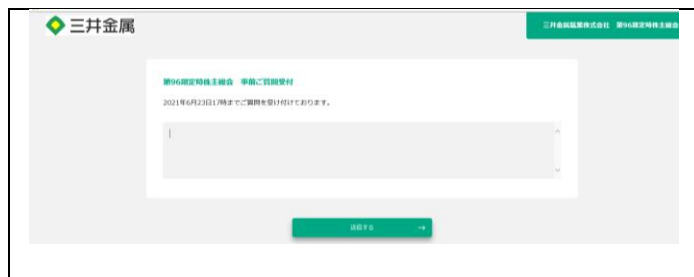 三井金属
三井金属鉱業株式会社 第96期定時株主総会
第96期定時株主総会 事前ご質問受付
2021年6月23日17時までご質問を受け付けております。
送信する